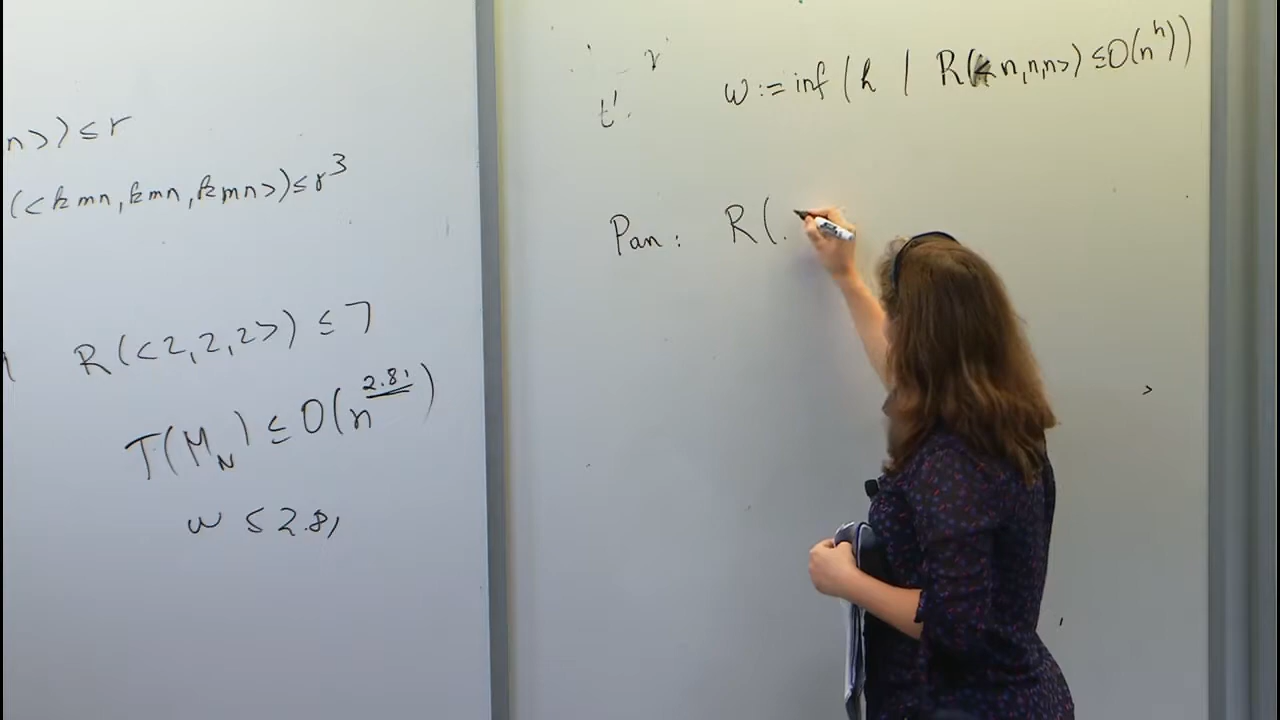 n>) ≤ r
(<kmn, kmn, kmn>) ≤ r³
R(<2,2,2>) ≤ 7
T(M_N) ≤ O(n^2.81)
w ≤ 2.81
r
t'.
w := inf (h | R(<n,n,n>) ≤ O(n^h))
Pan: R(.